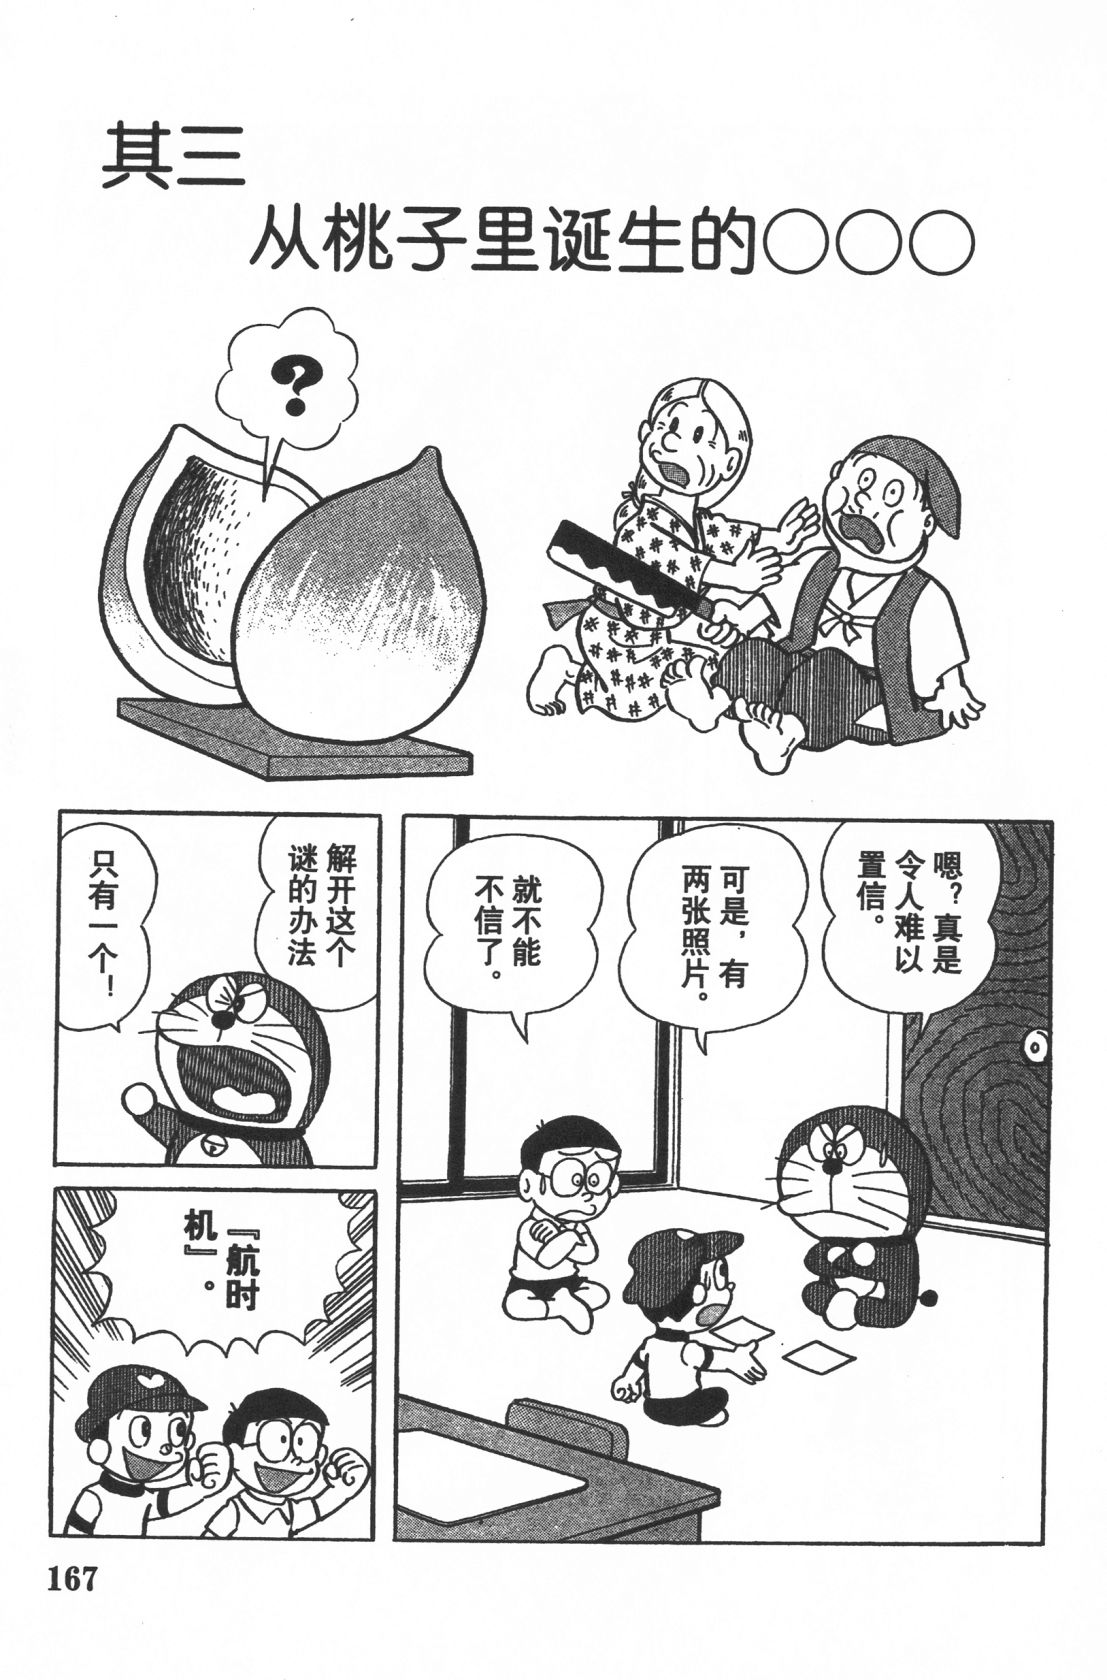 其三
从桃子里诞生的○○○
?
嗯?真是
令人难以
置信。
可是,有
两张照片。
就不能
不信了。
解开这个
谜的办法
只有一个!
『航时
机』。
167